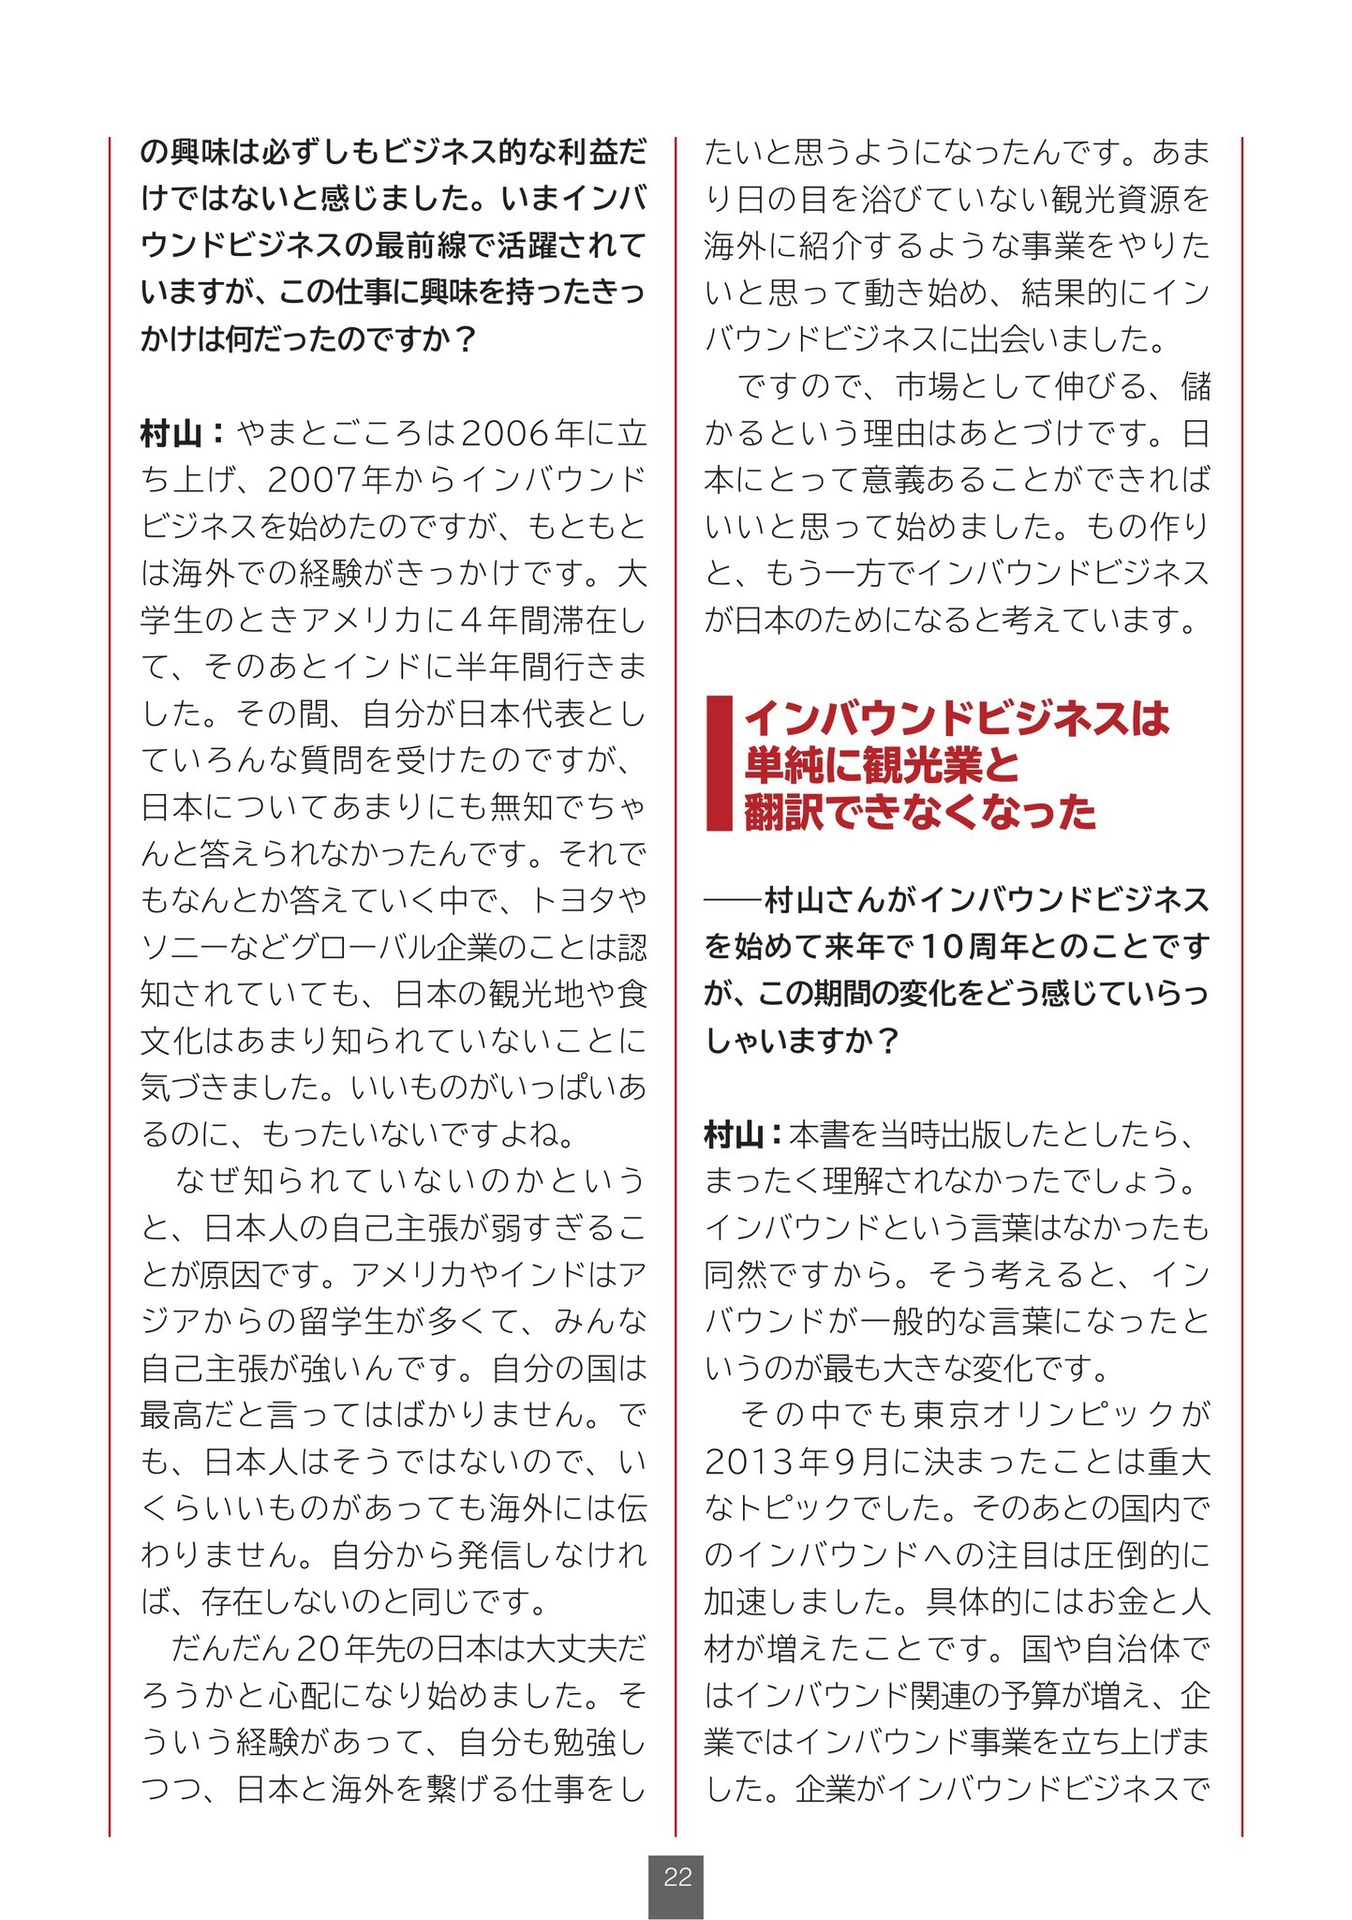 の興味は必ずしもビジネス的な利益だ
けではないと感じました。いまインバ
ウンドビジネスの最前線で活躍されて
いますが、この仕事に興味を持ったきっ
かけは何だったのですか？
村山：やまとごころは2006年に立
ち上げ、2007年からインバウンド
ビジネスを始めたのですが、もともと
は海外での経験がきっかけです。大
学生のときアメリカに４年間滞在し
て、そのあとインドに半年間行きま
した。その間、自分が日本代表とし
ていろんな質問を受けたのですが、
日本についてあまりにも無知でちゃ
んと答えられなかったんです。それで
もなんとか答えていく中で、トヨタや
ソニーなどグローバル企業のことは認
知されていても、日本の観光地や食
文化はあまり知られていないことに
気づきました。いいものがいっぱいあ
るのに、もったいないですよね。
　なぜ知られていないのかという
と、日本人の自己主張が弱すぎるこ
とが原因です。アメリカやインドはア
ジアからの留学生が多くて、みんな
自己主張が強いんです。自分の国は
最高だと言ってはばかりません。で
も、日本人はそうではないので、い
くらいいものがあっても海外には伝
わりません。自分から発信しなけれ
ば、存在しないのと同じです。
　だんだん20年先の日本は大丈夫だ
ろうかと心配になり始めました。そ
ういう経験があって、自分も勉強し
つつ、日本と海外を繋げる仕事をし
たいと思うようになったんです。あま
り日の目を浴びていない観光資源を
海外に紹介するような事業をやりた
いと思って動き始め、結果的にイン
バウンドビジネスに出会いました。
　ですので、市場として伸びる、儲
かるという理由はあとづけです。日
本にとって意義あることができれば
いいと思って始めました。もの作り
と、もう一方でインバウンドビジネス
が日本のためになると考えています。
インバウンドビジネスは
単純に観光業と
翻訳できなくなった
――村山さんがインバウンドビジネス
を始めて来年で10周年とのことです
が、この期間の変化をどう感じていらっ
しゃいますか？
村山：本書を当時出版したとしたら、
まったく理解されなかったでしょう。
インバウンドという言葉はなかったも
同然ですから。そう考えると、イン
バウンドが一般的な言葉になったと
いうのが最も大きな変化です。
　その中でも東京オリンピックが
2013年９月に決まったことは重大
なトピックでした。そのあとの国内で
のインバウンドへの注目は圧倒的に
加速しました。具体的にはお金と人
材が増えたことです。国や自治体で
はインバウンド関連の予算が増え、企
業ではインバウンド事業を立ち上げま
した。企業がインバウンドビジネスで
22